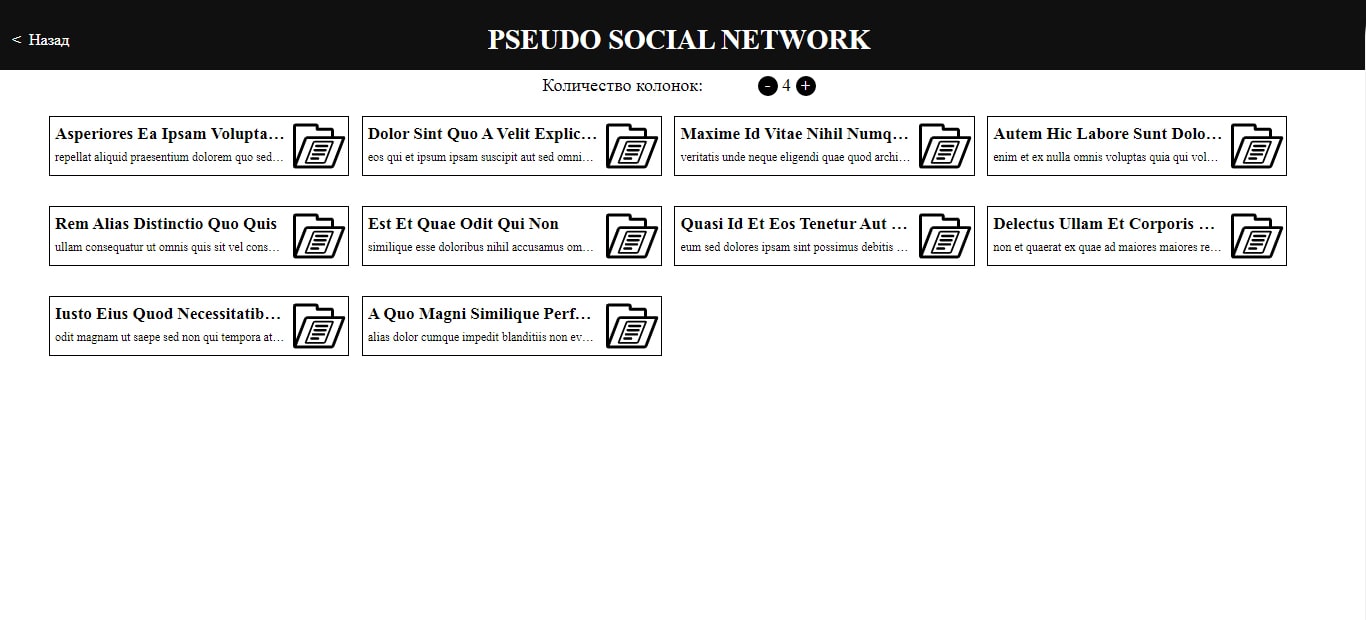 < Назад
PSEUDO SOCIAL NETWORK
Количество колонок: - 4 +
Asperiores Ea Ipsam Volupta…
repellat aliquid praesentium dolorem quo sed…
Dolor Sint Quo A Velit Explic…
eos qui et ipsum ipsam suscipit aut sed omni…
Maxime Id Vitae Nihil Numq…
veritatis unde neque eligendi quae quod archi…
Autem Hic Labore Sunt Dolo…
enim et ex nulla omnis voluptas quia qui vol…
Rem Alias Distinctio Quo Quis
ullam consequatur ut omnis quis sit vel cons…
Est Et Quae Odit Qui Non
similique esse doloribus nihil accusamus om…
Quasi Id Et Eos Tenetur Aut …
eum sed dolores ipsam sint possimus debitis …
Delectus Ullam Et Corporis …
non et quaerat ex quae ad maiores maiores re…
Iusto Eius Quod Necessitatib…
odit magnam ut saepe sed non qui tempora at…
A Quo Magni Similique Perf…
alias dolor cumque impedit blanditiis non ev…